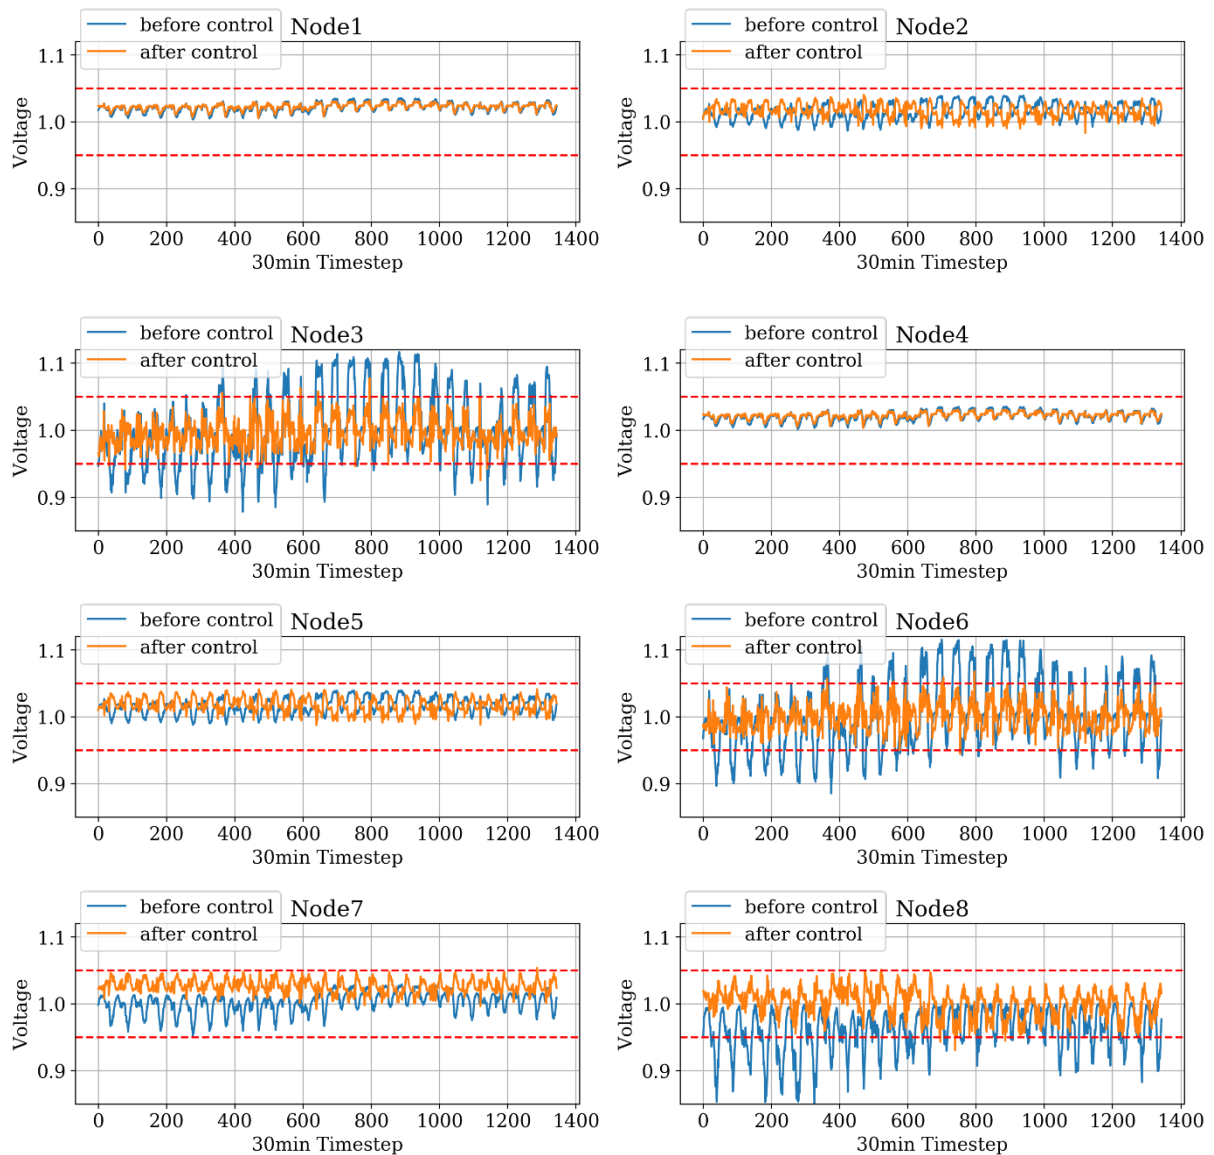 before control
after control
Node1
1.1
1.0
0.9
Voltage
0 200 400 600 800 1000 1200 1400
30min Timestep
before control
after control
Node2
1.1
1.0
0.9
Voltage
0 200 400 600 800 1000 1200 1400
30min Timestep
before control
after control
Node3
1.1
1.0
0.9
Voltage
0 200 400 600 800 1000 1200 1400
30min Timestep
before control
after control
Node4
1.1
1.0
0.9
Voltage
0 200 400 600 800 1000 1200 1400
30min Timestep
before control
after control
Node5
1.1
1.0
0.9
Voltage
0 200 400 600 800 1000 1200 1400
30min Timestep
before control
after control
Node6
1.1
1.0
0.9
Voltage
0 200 400 600 800 1000 1200 1400
30min Timestep
before control
after control
Node7
1.1
1.0
0.9
Voltage
0 200 400 600 800 1000 1200 1400
30min Timestep
before control
after control
Node8
1.1
1.0
0.9
Voltage
0 200 400 600 800 1000 1200 1400
30min Timestep